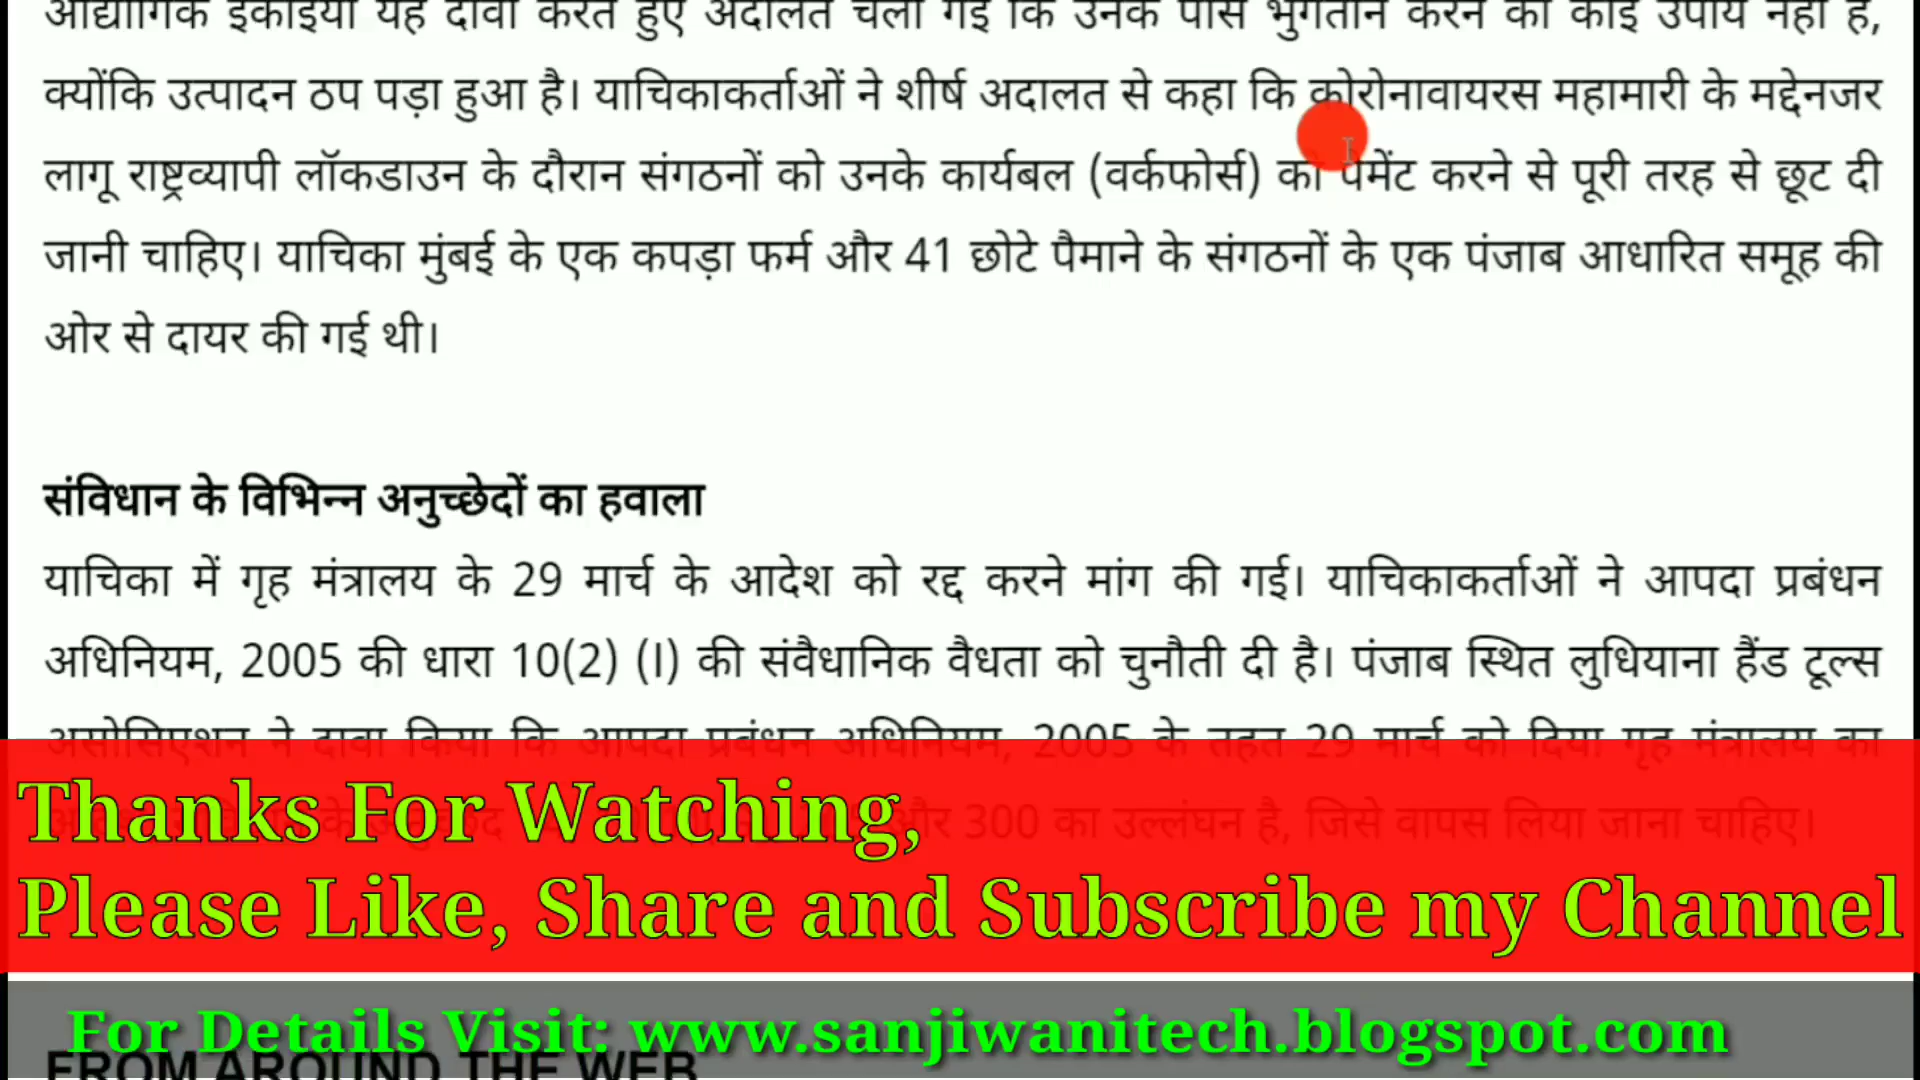 औद्योगिक इकाइयां यह दावा करते हुए अदालत चली गई कि उनके पास भुगतान करने का कोई उपाय नहीं है,
क्योंकि उत्पादन ठप पड़ा हुआ है। याचिकाकर्ताओं ने शीर्ष अदालत से कहा कि कोरोनावायरस महामारी के मद्देनजर
लागू राष्ट्रव्यापी लॉकडाउन के दौरान संगठनों को उनके कार्यबल (वर्कफोर्स) को पेमेंट करने से पूरी तरह से छूट दी
जानी चाहिए। याचिका मुंबई के एक कपड़ा फर्म और 41 छोटे पैमाने के संगठनों के एक पंजाब आधारित समूह की
ओर से दायर की गई थी।
संविधान के विभिन्न अनुच्छेदों का हवाला
याचिका में गृह मंत्रालय के 29 मार्च के आदेश को रद्द करने मांग की गई। याचिकाकर्ताओं ने आपदा प्रबंधन
अधिनियम, 2005 की धारा 10(2) (I) की संवैधानिक वैधता को चुनौती दी है। पंजाब स्थित लुधियाना हैंड टूल्स
असोसिएशन ने दावा किया कि आपदा प्रबंधन अधिनियम, 2005 के तहत 29 मार्च को दिया गृह मंत्रालय का
और 300 का उल्लंघन है, जिसे वापस लिया जाना चाहिए।
Thanks For Watching,
Please Like, Share and Subscribe my Channel
For Details Visit: www.sanjiwanitech.blogspot.com
FROM AROUND THE WEB